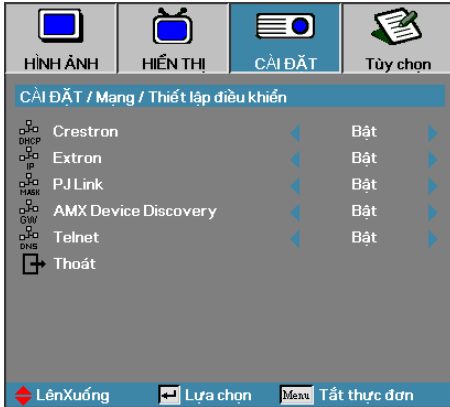 HÌNH ẢNH HIỂN THỊ CÀI ĐẶT Tùy chọn
CÀI ĐẶT / Mạng / Thiết lập điều khiển
DHCP Crestron Bật
IP Extron Bật
MASK PJ Link Bật
GW AMX Device Discovery Bật
DNS Telnet Bật
Thoát
LênXuống Lựa chọn Menu Tắt thực đơn